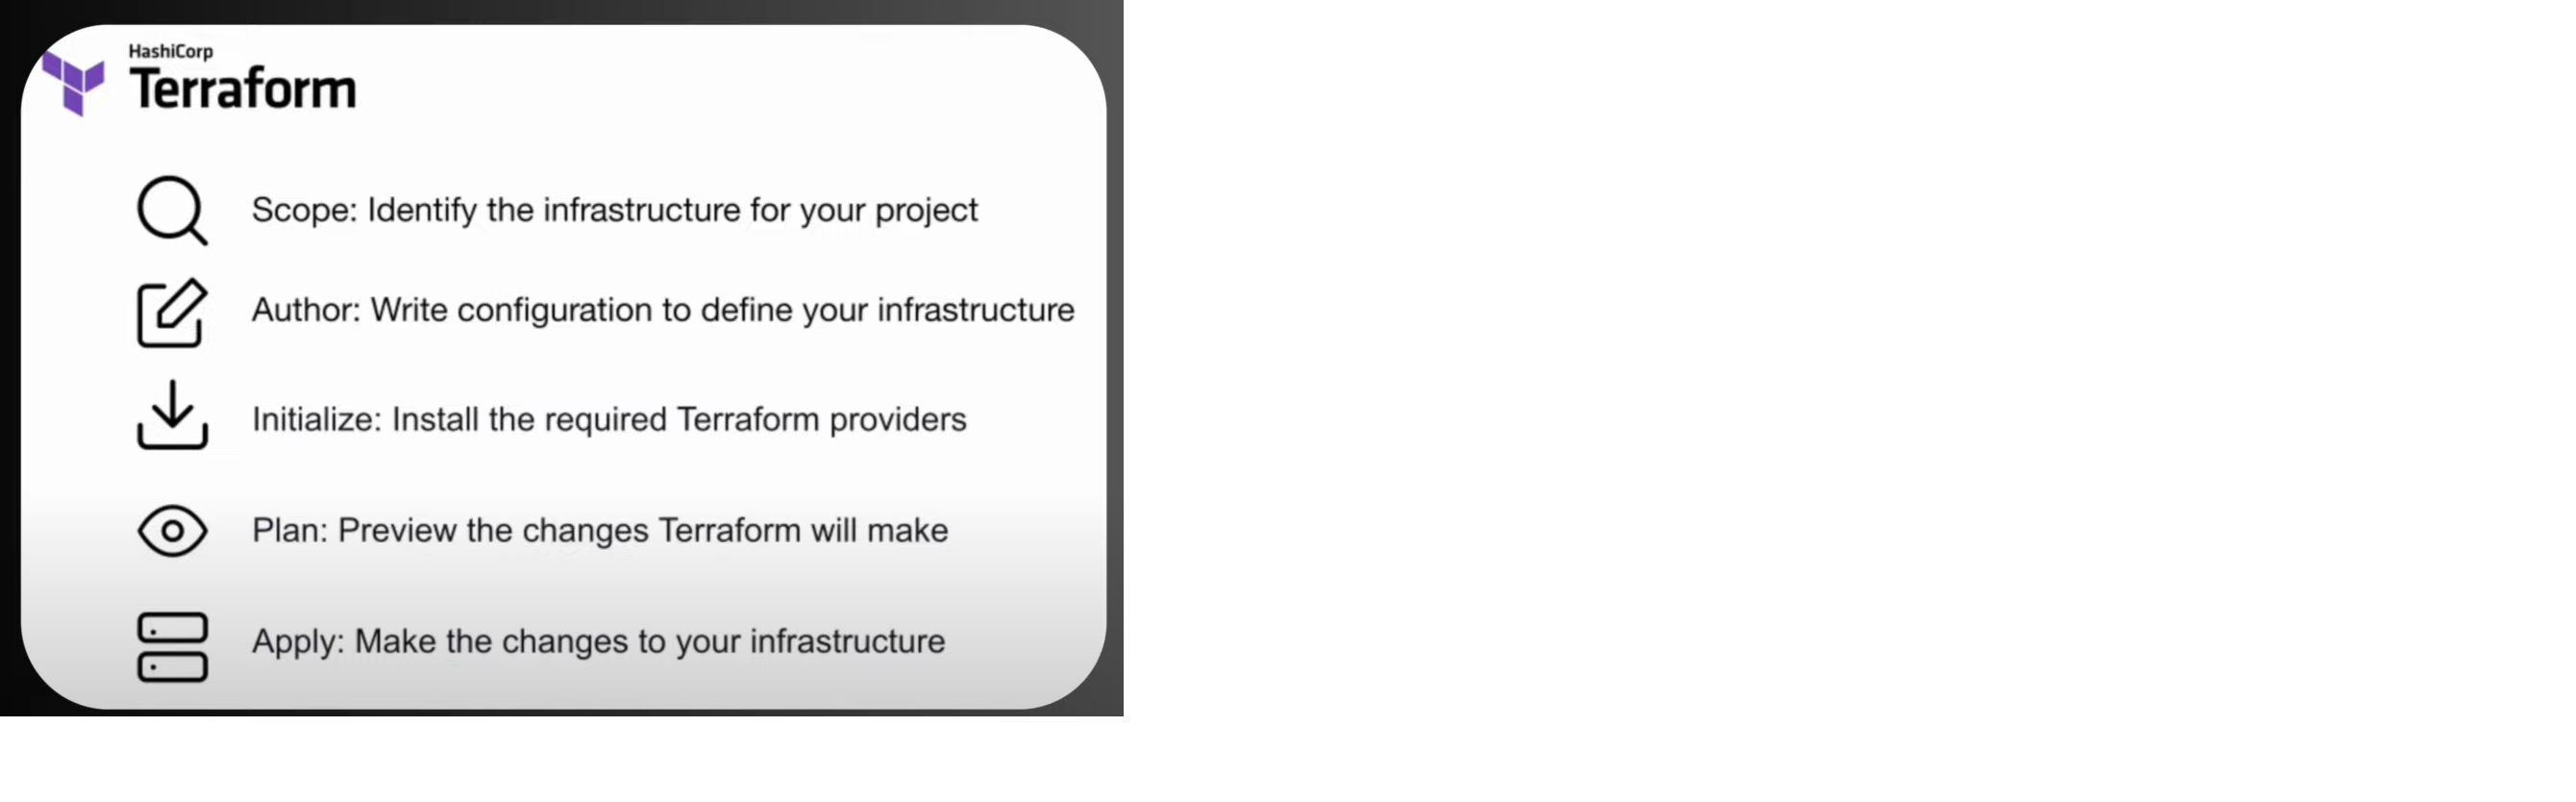 HashiCorp
Terraform
Scope: Identify the infrastructure for your project
Author: Write configuration to define your infrastructure
Initialize: Install the required Terraform providers
Plan: Preview the changes Terraform will make
Apply: Make the changes to your infrastructure